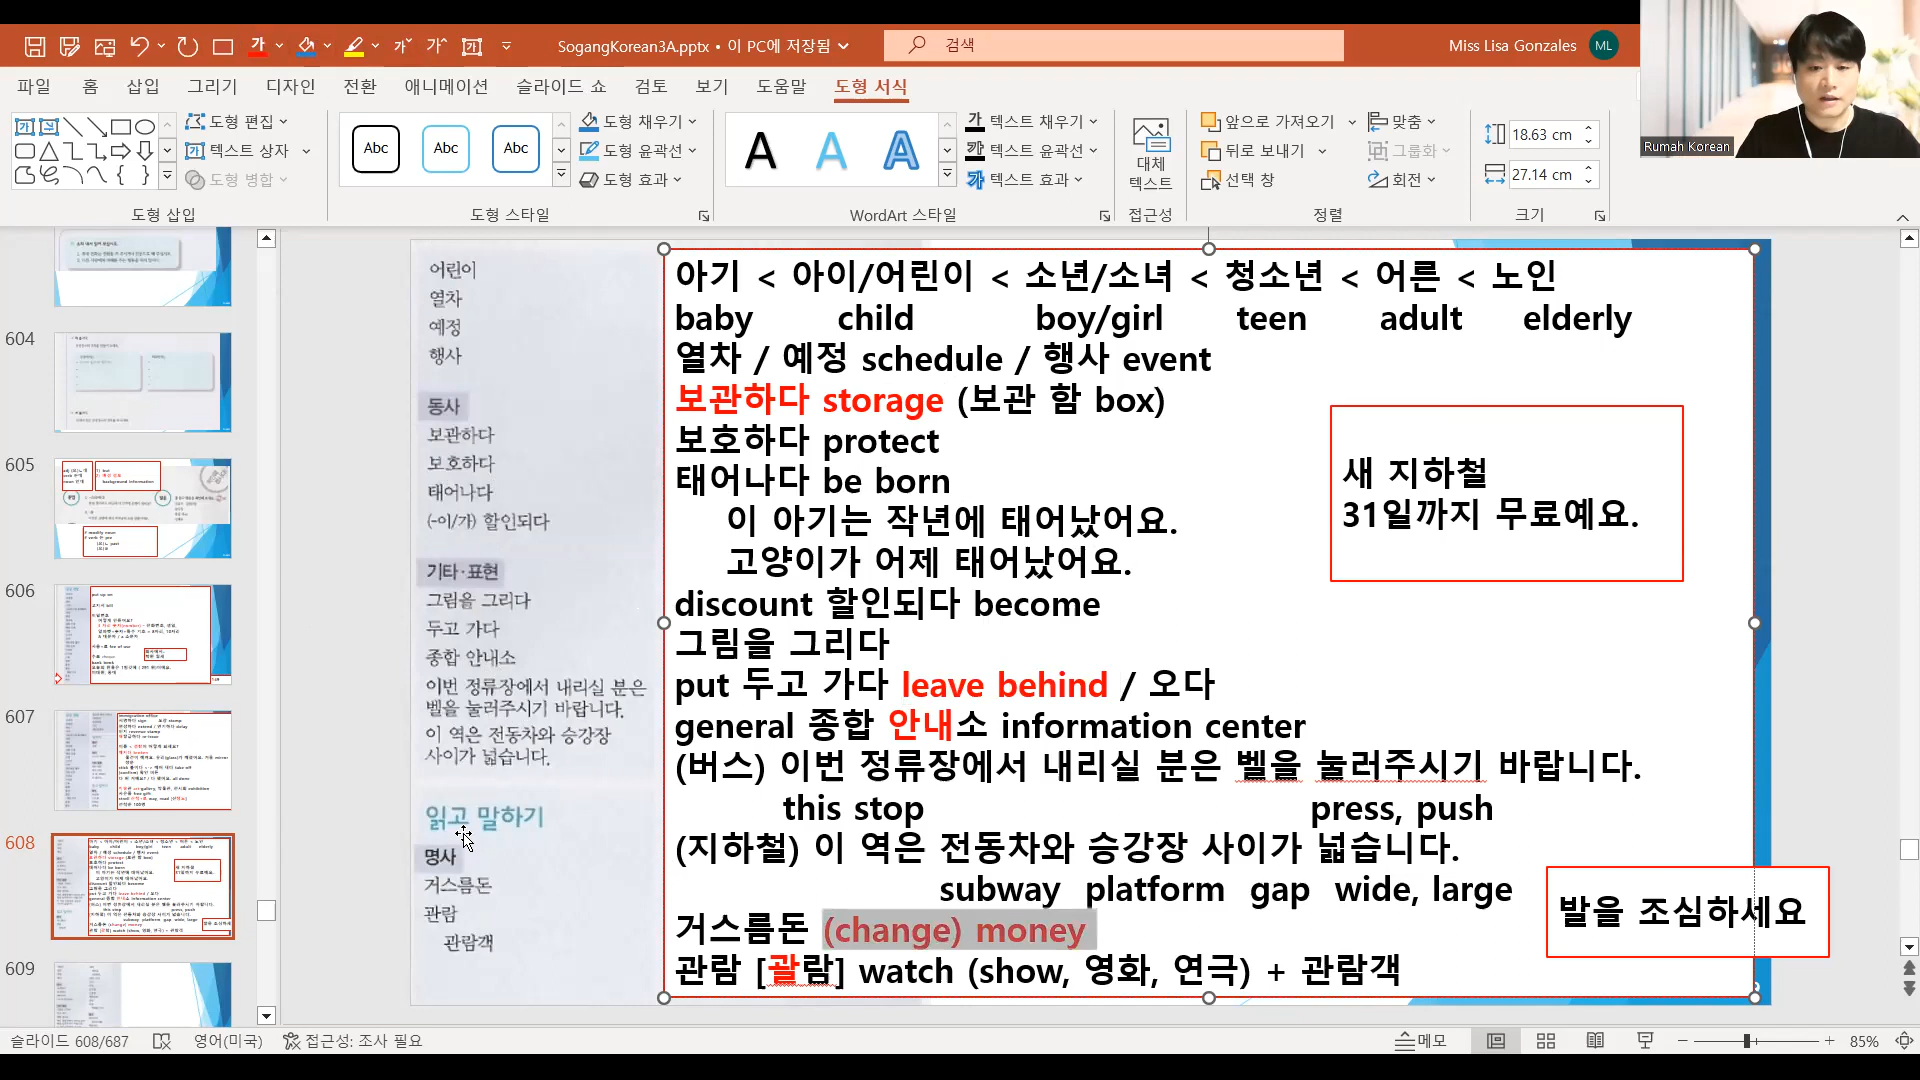 SogangKorean3A.pptx • 이 PC에 저장됨
검색
Miss Lisa Gonzales
ML
파일 홈 삽입 그리기 디자인 전환 애니메이션 슬라이드 쇼 검토 보기 도움말 도형 서식
도형 편집
텍스트 상자
도형 병합
도형 삽입
Abc Abc Abc
도형 채우기
도형 윤곽선
도형 효과
도형 스타일
A A A
텍스트 채우기
텍스트 윤곽선
텍스트 효과
WordArt 스타일
대체
텍스트
접근성
앞으로 가져오기
뒤로 보내기
선택 창
맞춤
그룹화
회전
정렬
18.63 cm
27.14 cm
크기
Rumah Korean
604
605
606
607
608
609
어린이
열차
예정
행사
동사
보관하다
보호하다
태어나다
(-이/가) 할인되다
기타·표현
그림을 그리다
두고 가다
종합 안내소
이번 정류장에서 내리실 분은
벨을 눌러주시기 바랍니다.
이 역은 전동차와 승강장
사이가 넓습니다.
읽고 말하기
명사
거스름돈
관람
관람객
아기 < 아이/어린이 < 소년/소녀 < 청소년 < 어른 < 노인
baby child boy/girl teen adult elderly
열차 / 예정 schedule / 행사 event
보관하다 storage (보관 함 box)
보호하다 protect
태어나다 be born
이 아기는 작년에 태어났어요.
고양이가 어제 태어났어요.
discount 할인되다 become
그림을 그리다
put 두고 가다 leave behind / 오다
general 종합 안내소 information center
(버스) 이번 정류장에서 내리실 분은 벨을 눌러주시기 바랍니다.
this stop press, push
(지하철) 이 역은 전동차와 승강장 사이가 넓습니다.
subway platform gap wide, large
거스름돈 (change) money
관람 [괄람] watch (show, 영화, 연극) + 관람객
새 지하철
31일까지 무료예요.
발을 조심하세요
슬라이드 608/687 영어(미국) 접근성: 조사 필요
메모
85%